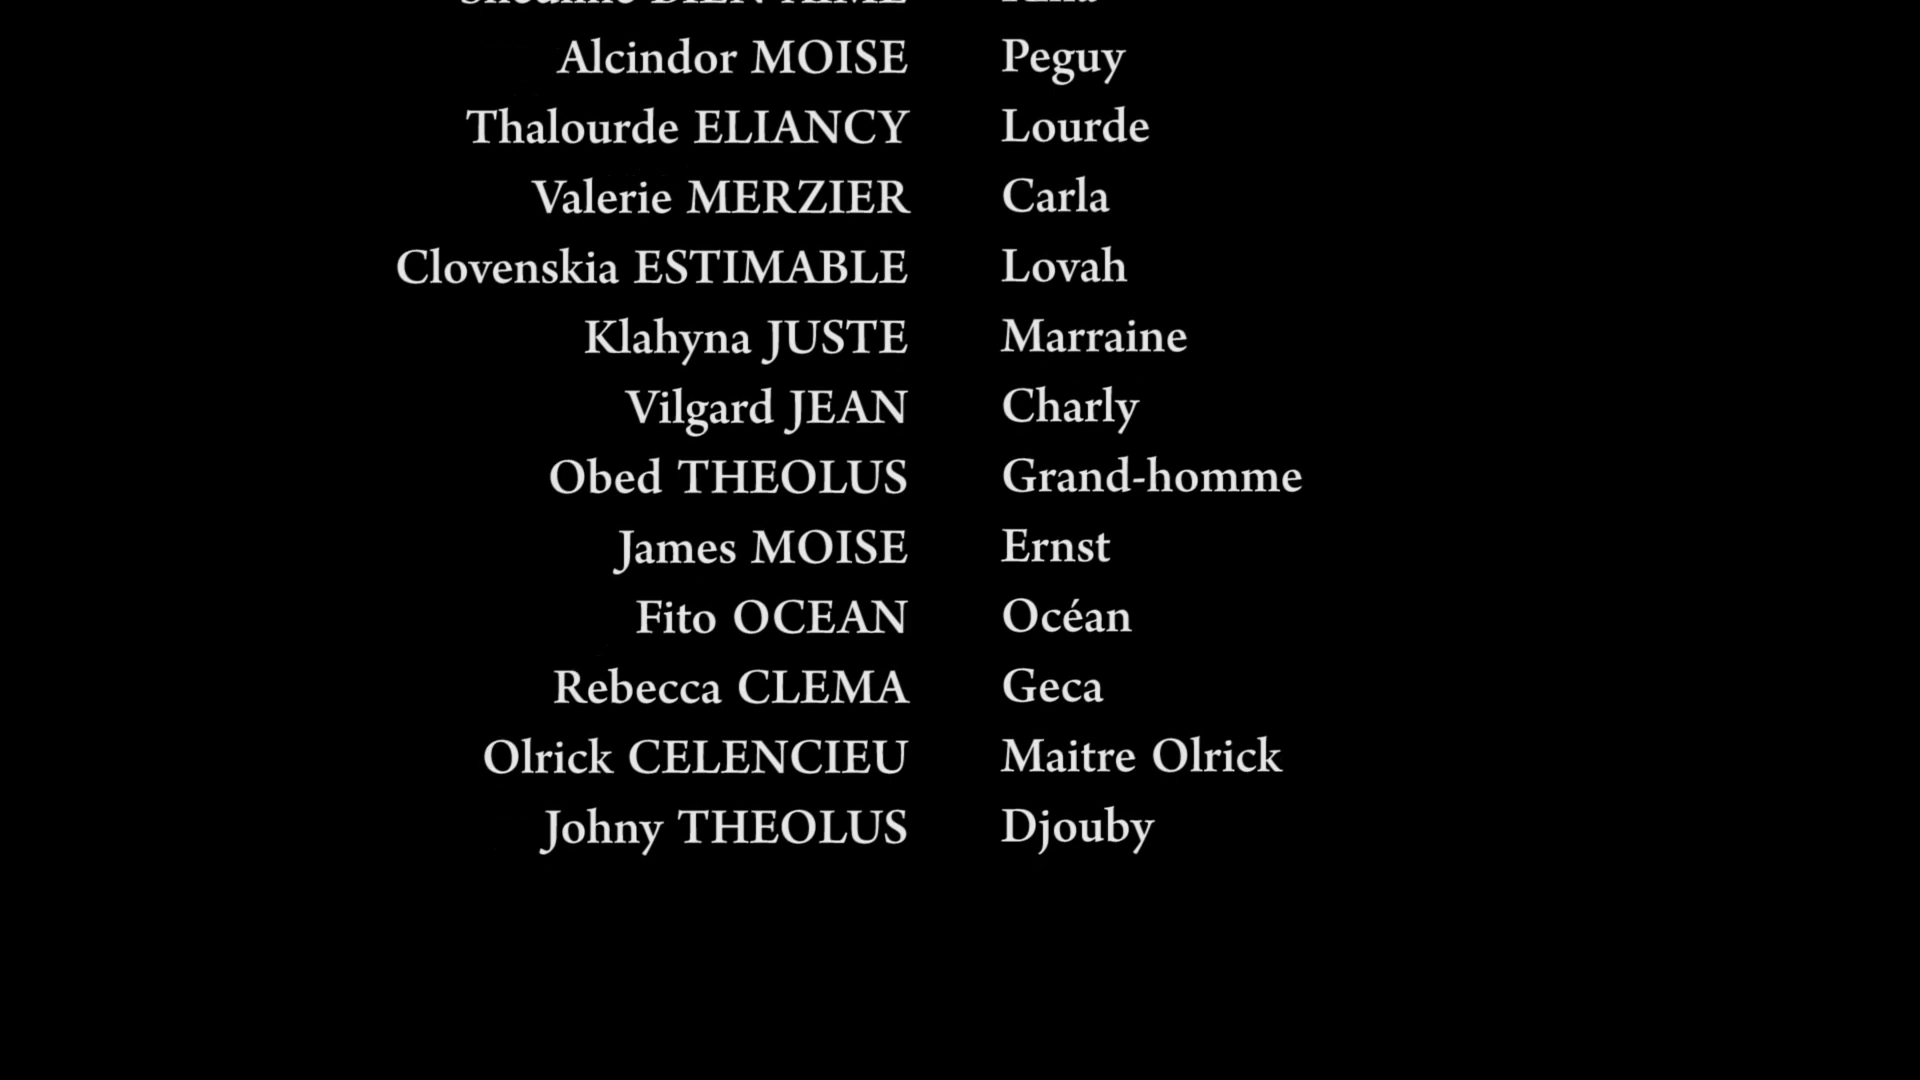 Alcindor MOISE Peguy
Thalourde ELIANCY Lourde
Valerie MERZIER Carla
Clovenskia ESTIMABLE Lovah
Klahyna JUSTE Marraine
Vilgard JEAN Charly
Obed THEOLUS Grand-homme
James MOISE Ernst
Fito OCEAN Océan
Rebecca CLEMA Geca
Olrick CELENCIEU Maitre Olrick
Johny THEOLUS Djouby